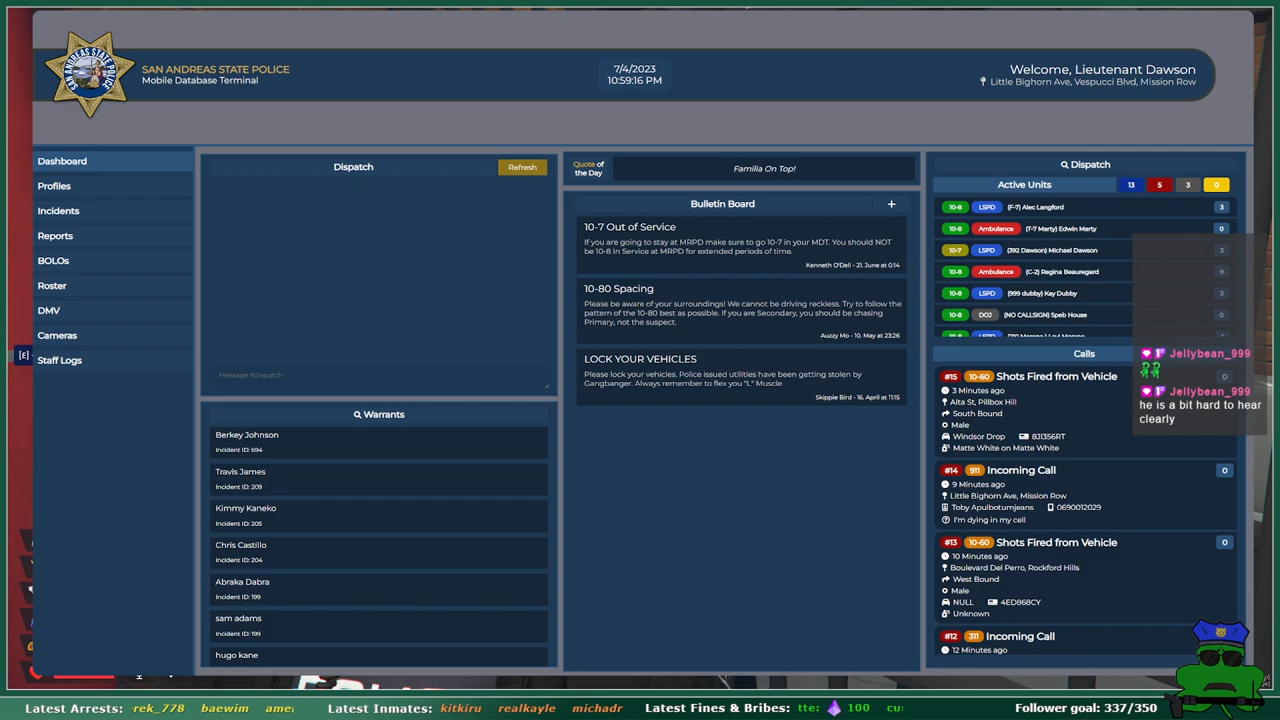 SAN ANDREAS STATE POLICE
Mobile Database Terminal
7/4/2023
10:59:16 PM
Welcome, Lieutenant Dawson
Little Bighorn Ave, Vespucci Blvd, Mission Row
Dashboard
Profiles
Incidents
Reports
BOLOs
Roster
DMV
Cameras
Staff Logs
[E]
Dispatch
Refresh
Message #dispatch
Warrants
Berkey Johnson
Incident ID: 694
Travis James
Incident ID: 209
Kimmy Kaneko
Incident ID: 205
Chris Castillo
Incident ID: 204
Abraka Dabra
Incident ID: 199
sam adams
Incident ID: 199
hugo kane
Quote of
the Day
Familia On Top!
Bulletin Board
+
10-7 Out of Service
If you are going to stay at MRPD make sure to go 10-7 in your MDT. You should NOT
be 10-8 In Service at MRPD for extended periods of time.
Kenneth O'Dell - 21. June at 0:14
10-80 Spacing
Please be aware of your surroundings! We cannot be driving reckless. Try to follow
the pattern of the 10-80 best as possible. If you are Secondary, you should be chasing
Primary, not the suspect.
Auzzy Mo - 10. May at 23:26
LOCK YOUR VEHICLES
Please lock your vehicles. Police issued utilities have been getting stolen by
Gangbanger. Always remember to flex you "L" Muscle
Skippie Bird - 16. April at 11:15
Dispatch
Active Units 13 5 3 0
10-8 LSPD (F-7) Alec Langford 3
10-8 Ambulance (T-7 Marty) Edwin Marty 0
10-7 LSPD (392 Dawson) Michael Dawson 3
10-8 Ambulance (C-2) Regina Beauregard 9
10-8 LSPD (999 dubby) Kay Dubby 3
10-8 DOJ (NO CALLSIGN) Speb House 0
Calls
#15 10-60 Shots Fired from Vehicle 0
3 Minutes ago
Alta St, Pillbox Hill
South Bound
Male
Windsor Drop 8JI356RT
Matte White on Matte White
#14 911 Incoming Call 0
9 Minutes ago
Little Bighorn Ave, Mission Row
Toby Apulbotumjeans 0690012029
I'm dying in my cell
#13 10-60 Shots Fired from Vehicle 0
10 Minutes ago
Boulevard Del Perro, Rockford Hills
West Bound
Male
NULL 4ED868CY
Unknown
#12 311 Incoming Call
12 Minutes ago
Jellybean_999
Jellybean_999
he is a bit hard to hear
clearly
Latest Arrests: rek_778 baewim ame
Latest Inmates: kitkiru realkayle michadr
Latest Fines & Bribes: tte: 100 cu
Follower goal: 337/350